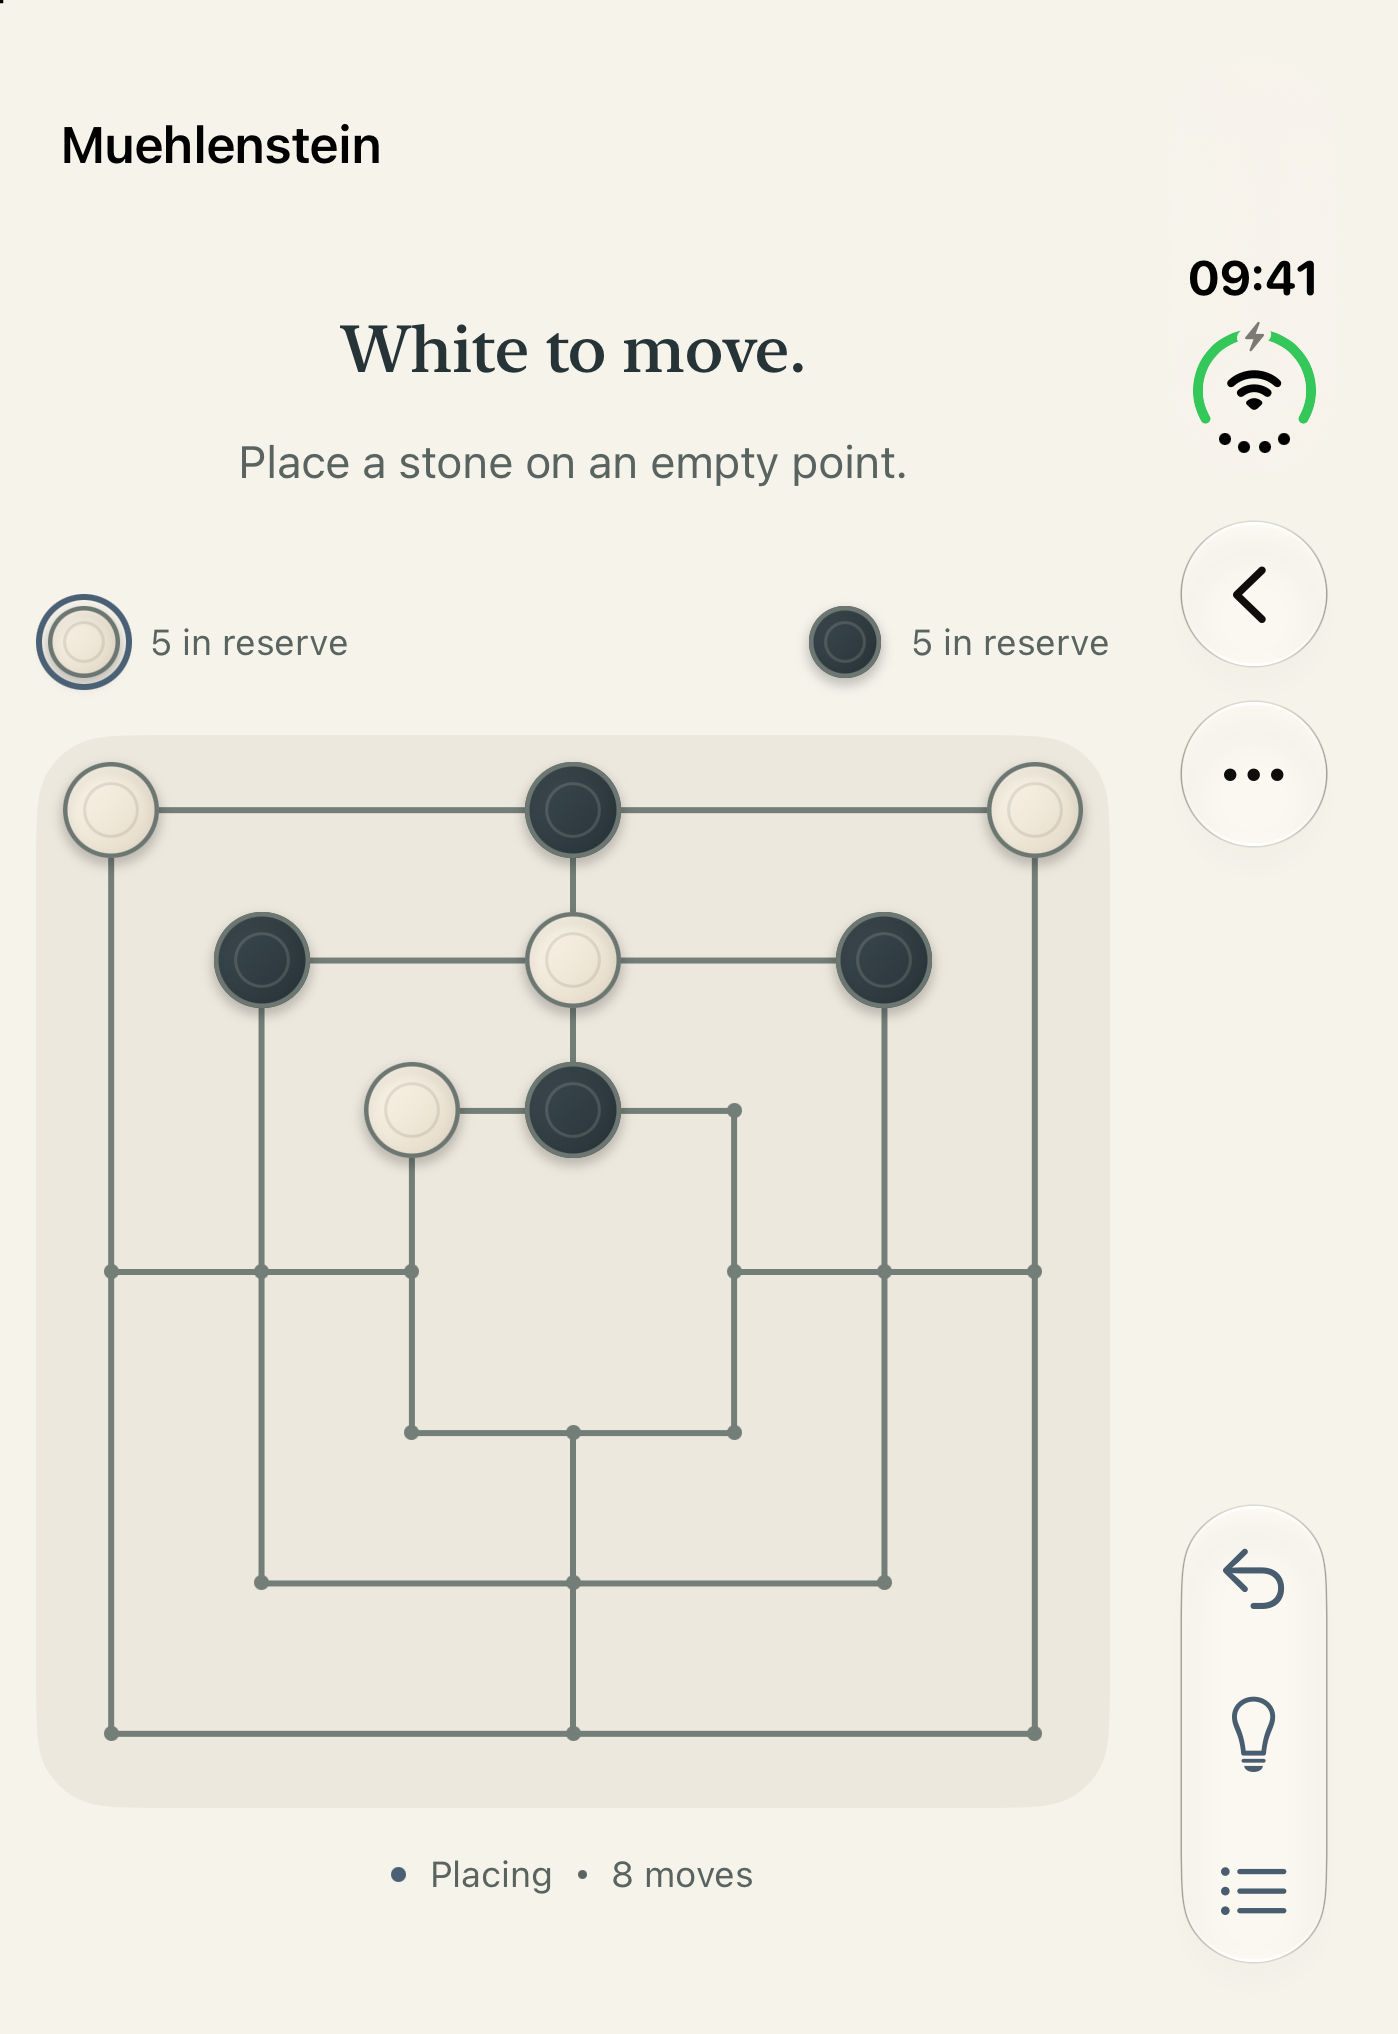 Muehlenstein
09:41
White to move.
Place a stone on an empty point.
5 in reserve
5 in reserve
Placing • 8 moves